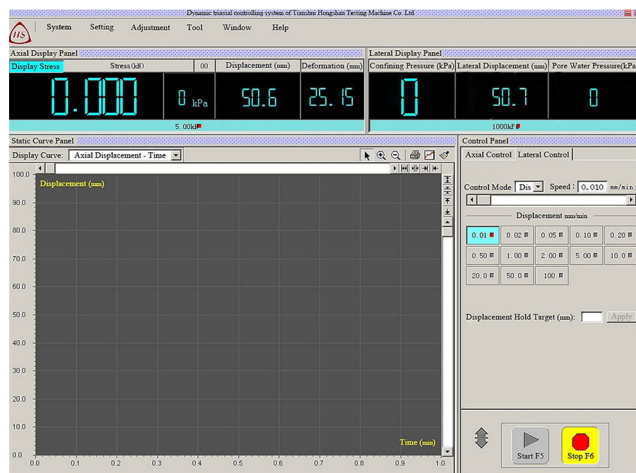 Dynamic triaxial controlling system of Tianshui Hongshan Testing Machine Co. Ltd
HS
System Setting Adjustment Tool Window Help
Axial Display Panel
Lateral Display Panel
Display Stress Stress(kN) 00 Displacement (mm) Deformation (mm)
Confining Pressure (kPa) Lateral Displacement (mm) Pore Water Pressure(kPa
0.000 0 kPa 50.6 25.15 0 50.7 0
5.00kN 1000kP
Static Curve Panel
Control Panel
Display Curve: Axial Displacement - Time
Axial Control Lateral Control
Displacement (mm)
Control Mode Dis Speed: 0.010 mm/min
Displacement mm/min
0.01 0.02 0.05 0.10 0.20
0.50 1.00 2.00 5.00 10.0
20.0 50.0 100
Displacement Hold Target (mm): Apply
100.0
90.0
80.0
70.0
60.0
50.0
40.0
30.0
20.0
10.0
0.0
Time (min)
0.0 0.1 0.2 0.3 0.4 0.5 0.6 0.7 0.8 0.9 1.0
Start F5 Stop F6